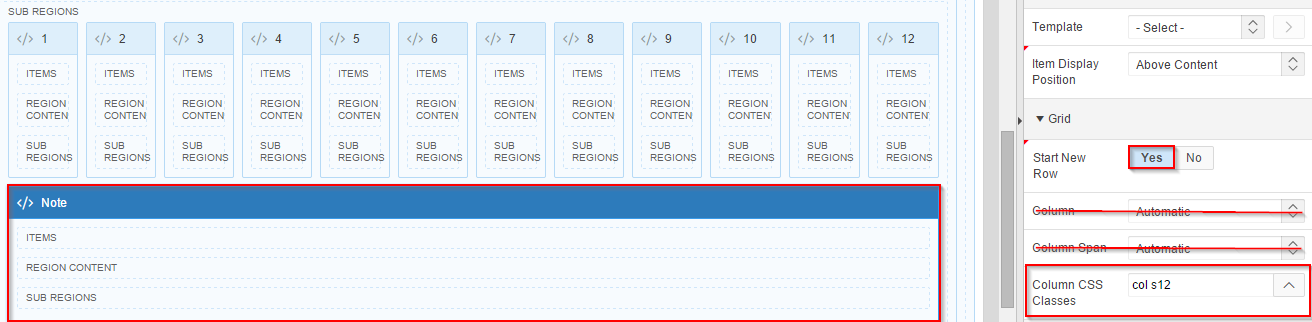 SUB REGIONS
</> 1 </> 2 </> 3 </> 4 </> 5 </> 6 </> 7 </> 8 </> 9 </> 10 </> 11 </> 12
ITEMS ITEMS ITEMS ITEMS ITEMS ITEMS ITEMS ITEMS ITEMS ITEMS ITEMS ITEMS
REGION REGION REGION REGION REGION REGION REGION REGION REGION REGION REGION REGION
CONTEN CONTEN CONTEN CONTEN CONTEN CONTEN CONTEN CONTEN CONTEN CONTEN CONTEN CONTEN
SUB SUB SUB SUB SUB SUB SUB SUB SUB SUB SUB SUB
REGIONS REGIONS REGIONS REGIONS REGIONS REGIONS REGIONS REGIONS REGIONS REGIONS REGIONS REGIONS
</> Note
ITEMS
REGION CONTENT
SUB REGIONS
Template - Select -
Item Display Above Content
Position
Grid
Start New Yes No
Row
Column Automatic
Column Span Automatic
Column CSS col s12
Classes